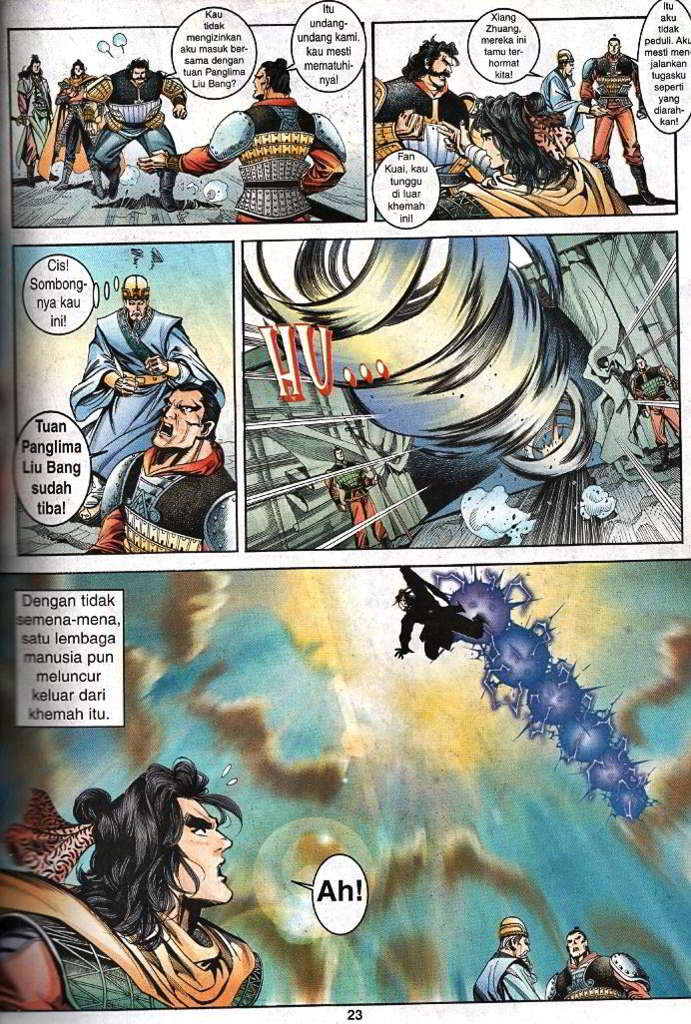 Kau
tidak
mengizinkan
aku masuk ber-
sama dengan
tuan Panglima
Liu Bang?
Itu
undang-
undang kami.
kau mesti
mematuhi-
nya!
Xiang
Zhuang,
mereka ini
tamu ter-
hormat
kita!
Itu
aku tidak
peduli. Aku
mesti men-
jalankan
tugasku
seperti
yang
diarah-
kan!
Fan
Kuai, kau
tunggu
di luar
khemah
ini!
Cis!
Sombong-
nya kau
ini!
Tuan
Panglima
Liu Bang
sudah
tiba!
HU...
Dengan tidak
semena-mena,
satu lembaga
manusia pun
meluncur
keluar dari
khemah itu.
Ah!
23